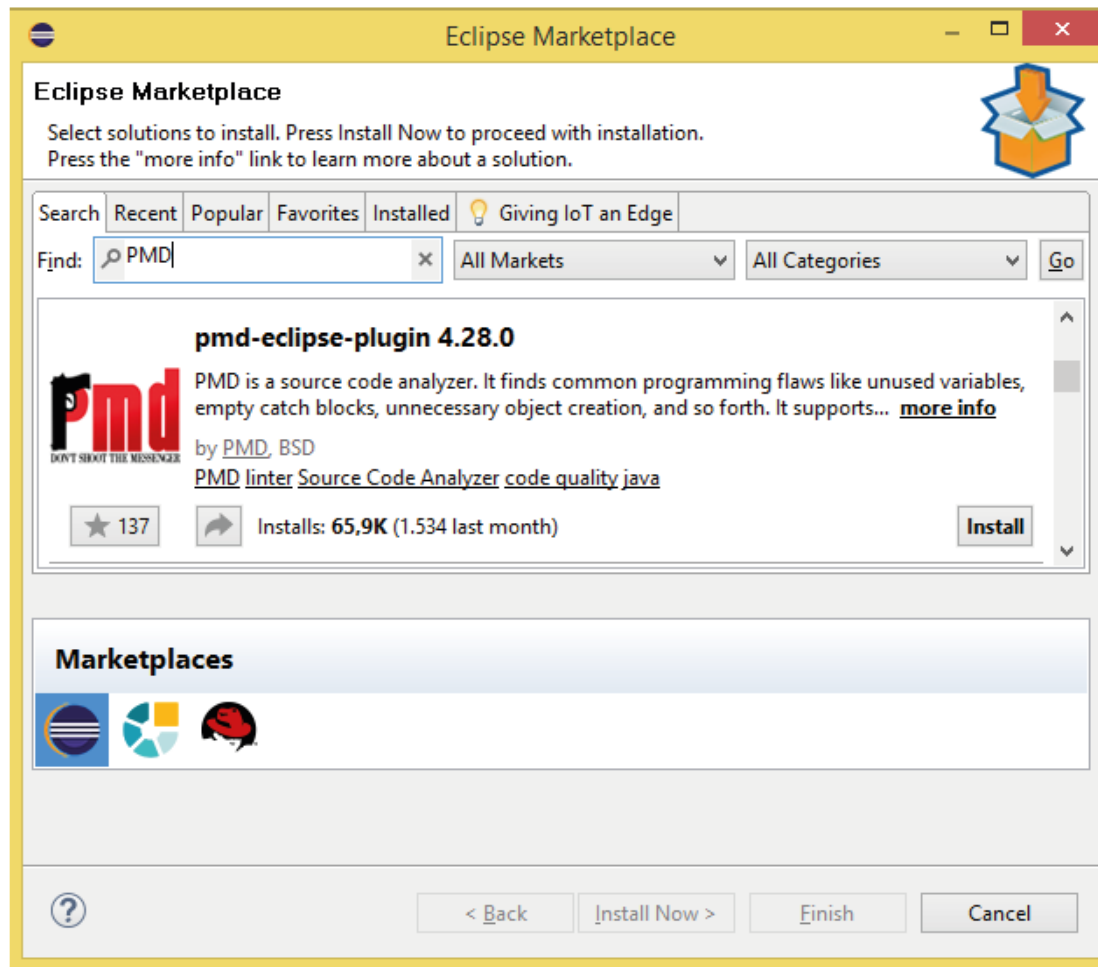 Eclipse Marketplace
Eclipse Marketplace
Select solutions to install. Press Install Now to proceed with installation.
Press the "more info" link to learn more about a solution.
Search Recent Popular Favorites Installed Giving IoT an Edge
Find: PMD All Markets All Categories Go
pmd-eclipse-plugin 4.28.0
PMD is a source code analyzer. It finds common programming flaws like unused variables,
empty catch blocks, unnecessary object creation, and so forth. It supports... more info
by PMD, BSD
PMD linter Source Code Analyzer code quality java
pmd
DON'T SHOOT THE MESSENGER
137 Installs: 65,9K (1.534 last month) Install
Marketplaces
? < Back Install Now > Finish Cancel